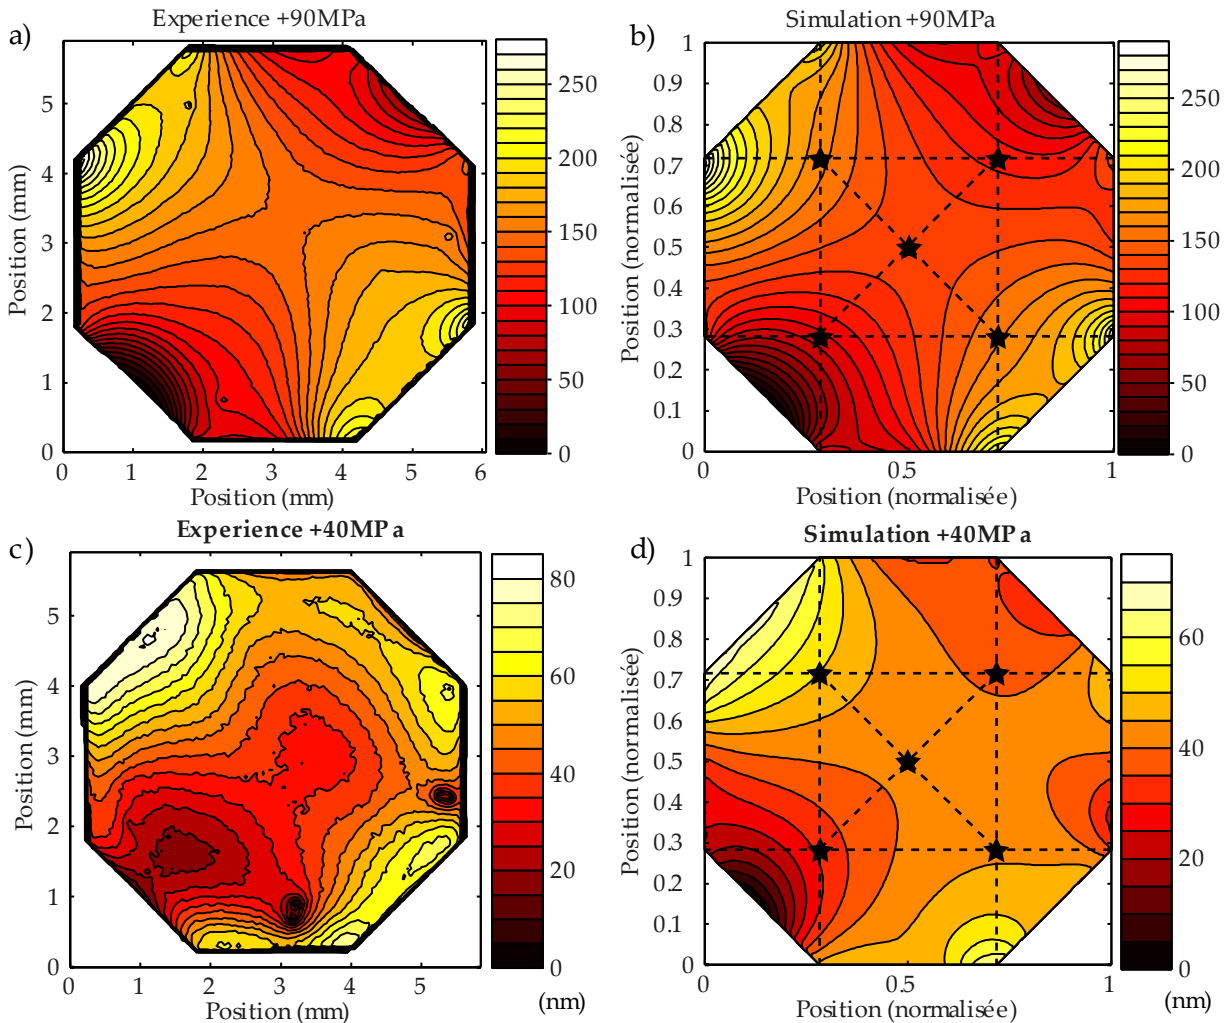 Experience +90MPa
a)
Position (mm)
5
4
3
2
1
0
0 1 2 3 4 5 6
Position (mm)
250
200
150
100
50
0
Simulation +90MPa
b)
Position (normalisée)
1
0.9
0.8
0.7
0.6
0.5
0.4
0.3
0.2
0.1
0
0 0.5 1
Position (normalisée)
250
200
150
100
50
0
Experience +40MPa
c)
Position (mm)
5
4
3
2
1
0
0 1 2 3 4 5
Position (mm)
80
60
40
20
0
(nm)
Simulation +40MPa
d)
Position (normalisée)
1
0.9
0.8
0.7
0.6
0.5
0.4
0.3
0.2
0.1
0
0 0.5 1
Position (normalisée)
60
40
20
0
(nm)